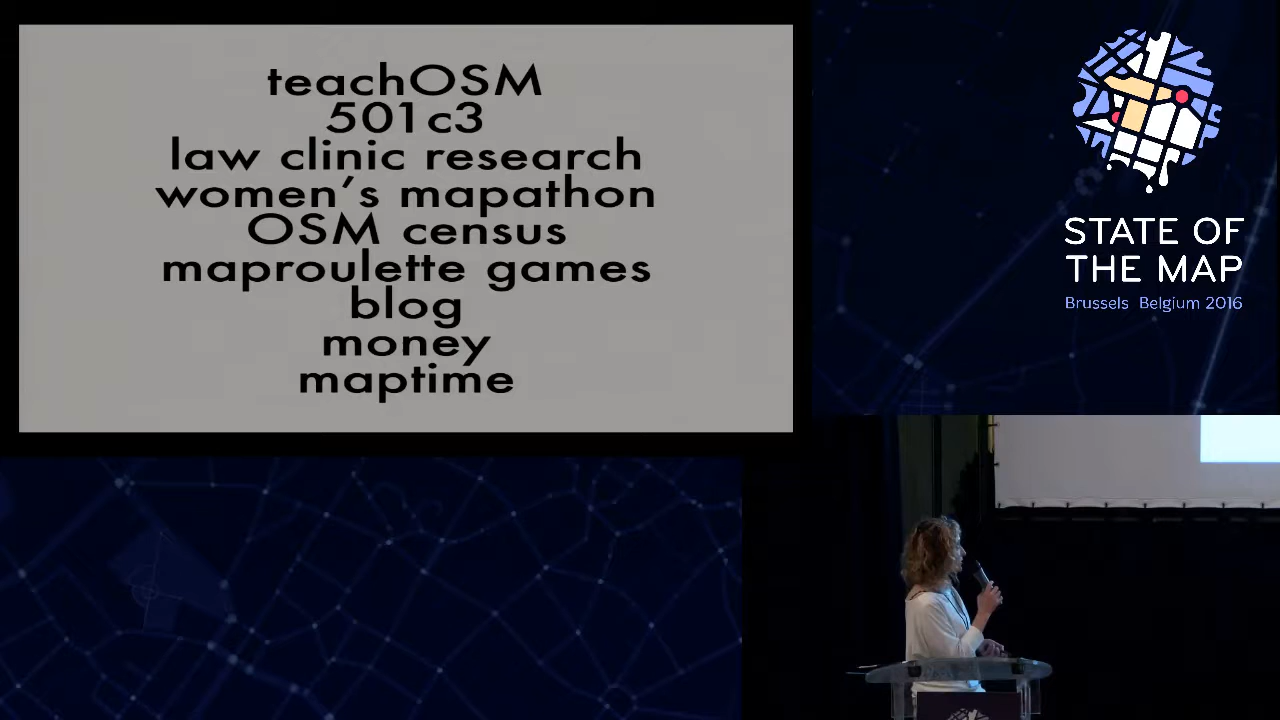 teachOSM
501c3
law clinic research
women's mapathon
OSM census
maproulette games
blog
money
maptime
STATE OF
THE MAP
Brussels Belgium 2016